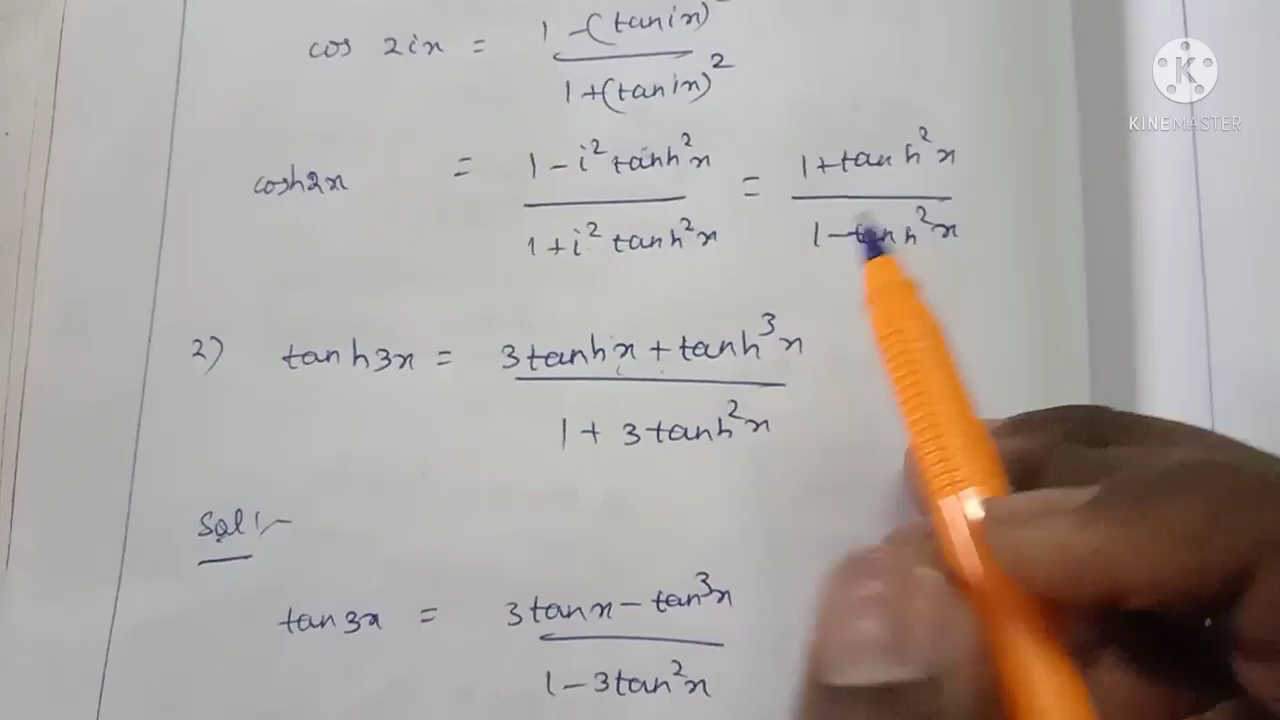 cos 2ix = 1 - (tan ix)² / 1 + (tan ix)²
KINEMASTER
cosh2x = 1 - i² tanh²x / 1 + i² tanh²x = 1 + tanh²x / 1 - tanh²x
2) tanh3x = 3tanhx + tanh³x / 1 + 3tanh²x
Sol:-
tan3x = 3tanx - tan³x / 1 - 3tan²x